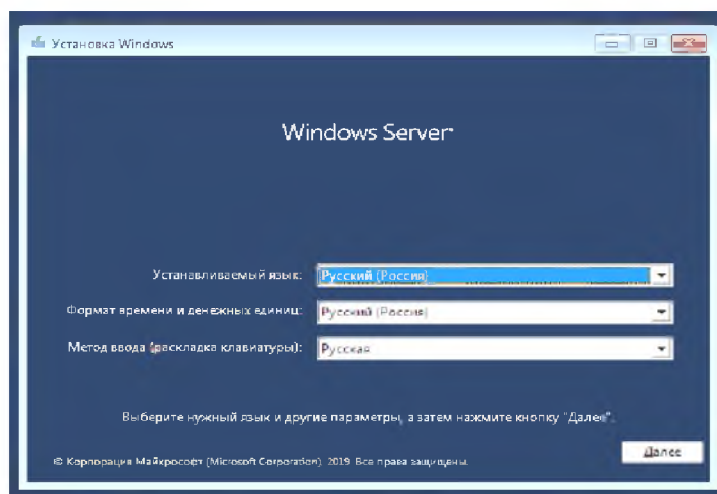 Установка Windows
Windows Server
Устанавливаемый язык: Русский (Россия)
Формат времени и денежных единиц: Русский (Россия)
Метод ввода (раскладка клавиатуры): Русская
Выберите нужный язык и другие параметры, а затем нажмите кнопку "Далее".
Далее
© Корпорация Майкрософт (Microsoft Corporation), 2019. Все права защищены.